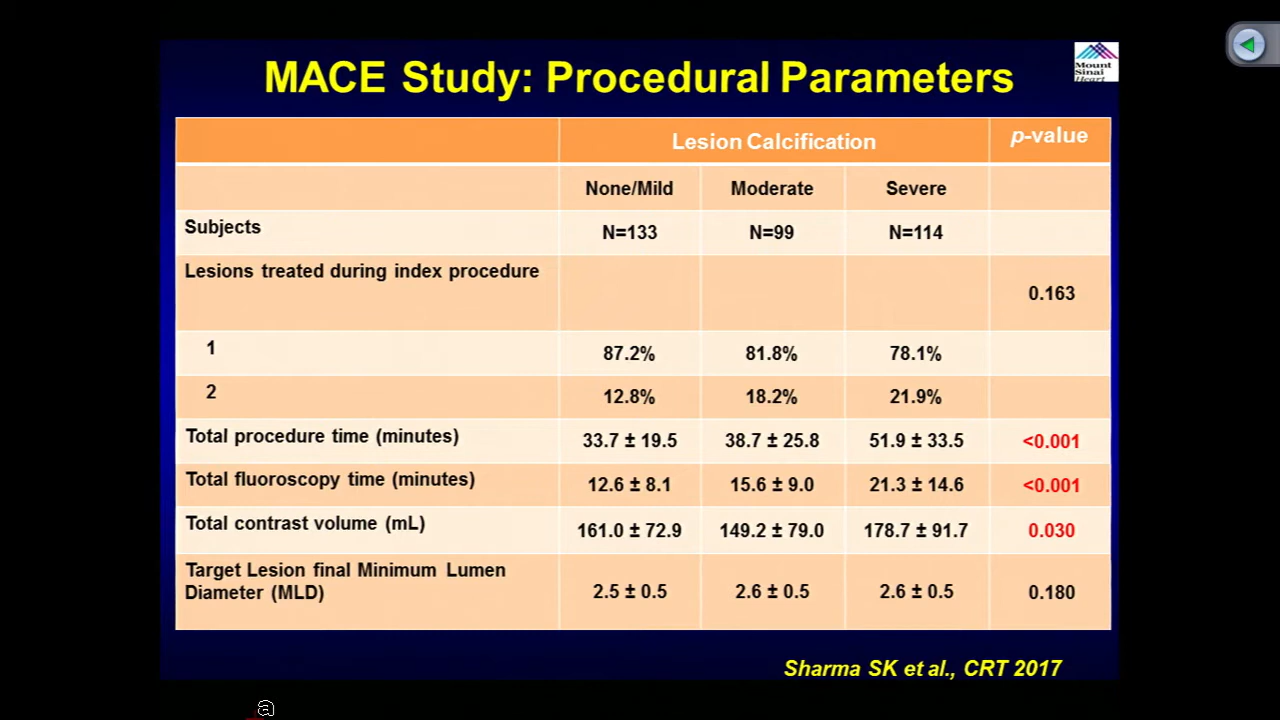 MACE Study: Procedural Parameters
Mount
Sinai
Heart
Lesion Calcification p-value
None/Mild Moderate Severe
Subjects N=133 N=99 N=114
Lesions treated during index procedure 0.163
1 87.2% 81.8% 78.1%
2 12.8% 18.2% 21.9%
Total procedure time (minutes) 33.7 ± 19.5 38.7 ± 25.8 51.9 ± 33.5 <0.001
Total fluoroscopy time (minutes) 12.6 ± 8.1 15.6 ± 9.0 21.3 ± 14.6 <0.001
Total contrast volume (mL) 161.0 ± 72.9 149.2 ± 79.0 178.7 ± 91.7 0.030
Target Lesion final Minimum Lumen
Diameter (MLD) 2.5 ± 0.5 2.6 ± 0.5 2.6 ± 0.5 0.180
Sharma SK et al., CRT 2017
a